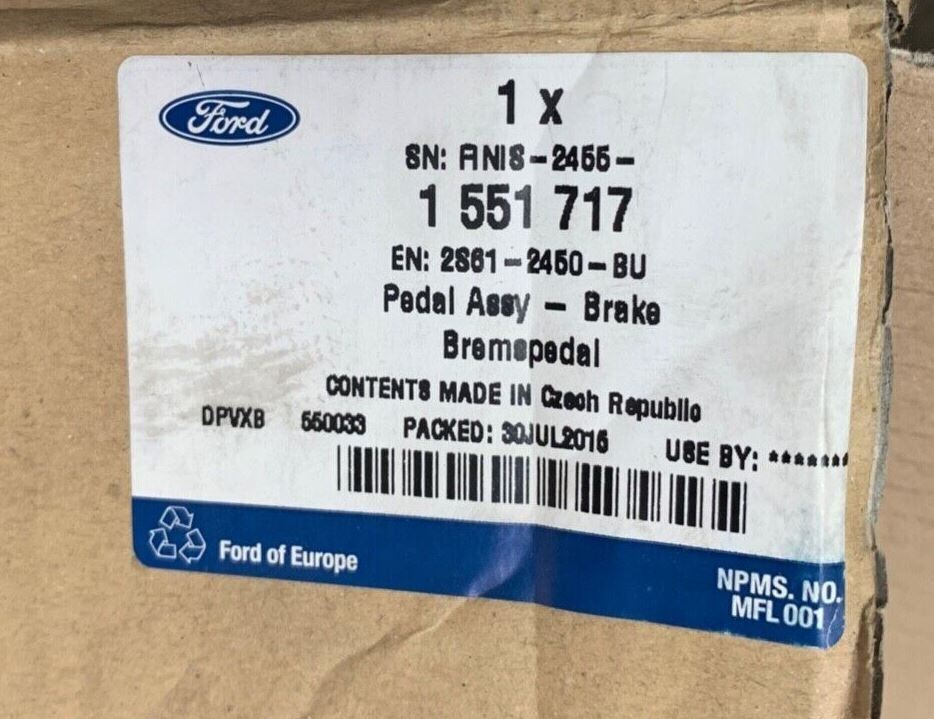 Ford
1 x
SN: ANIS-2455-
1 551 717
EN: 2S61-2450-BU
Pedal Assy - Brake
Bremspedal
CONTENTS MADE IN Czech Republic
DPVXB 550033 PACKED: 30JUL2015 USE BY: *******
Ford of Europe
NPMS. NO.
MFL 001